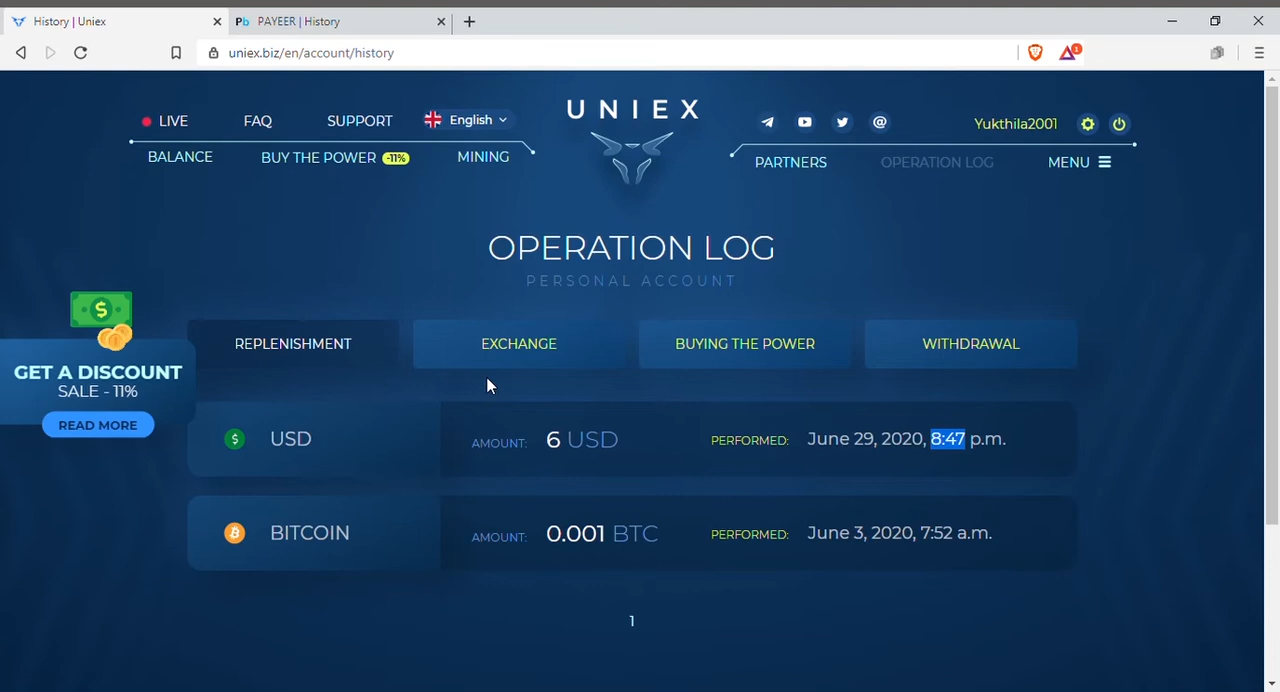 History | Uniex
PAYEER | History
uniex.biz/en/account/history
1
LIVE FAQ SUPPORT English
UNIEX
Yukthila2001
BALANCE BUY THE POWER -11% MINING
PARTNERS OPERATION LOG MENU
OPERATION LOG
PERSONAL ACCOUNT
REPLENISHMENT EXCHANGE BUYING THE POWER WITHDRAWAL
GET A DISCOUNT
SALE - 11%
READ MORE
USD AMOUNT: 6 USD PERFORMED: June 29, 2020, 8:47 p.m.
BITCOIN AMOUNT: 0.001 BTC PERFORMED: June 3, 2020, 7:52 a.m.
1